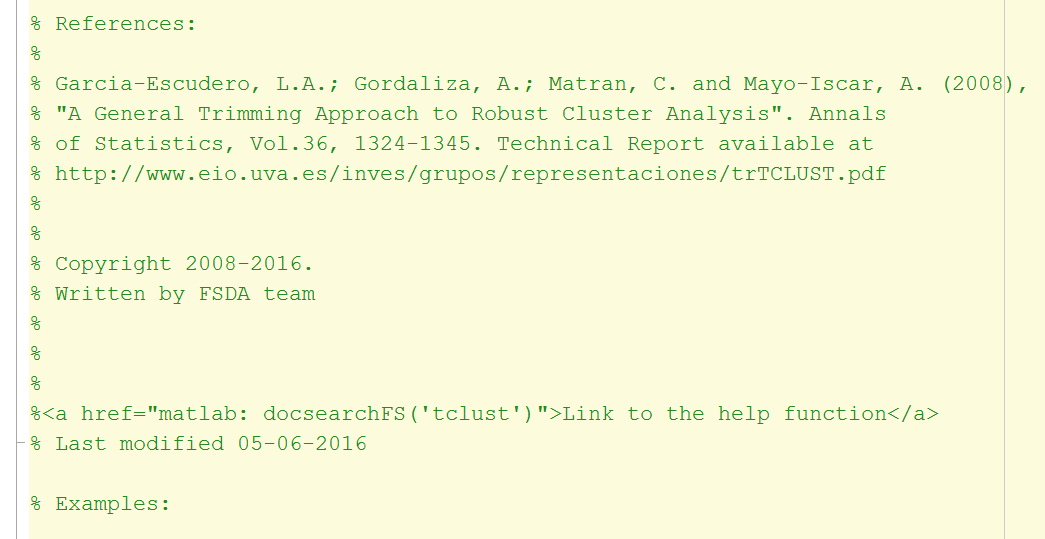 % References:
%
% Garcia-Escudero, L.A.; Gordaliza, A.; Matran, C. and Mayo-Iscar, A. (2008),
% "A General Trimming Approach to Robust Cluster Analysis". Annals
% of Statistics, Vol.36, 1324-1345. Technical Report available at
% http://www.eio.uva.es/inves/grupos/representaciones/trTCLUST.pdf
%
%
% Copyright 2008-2016.
% Written by FSDA team
%
%
%
%<a href="matlab: docsearchFS('tclust')">Link to the help function</a>
% Last modified 05-06-2016
% Examples: